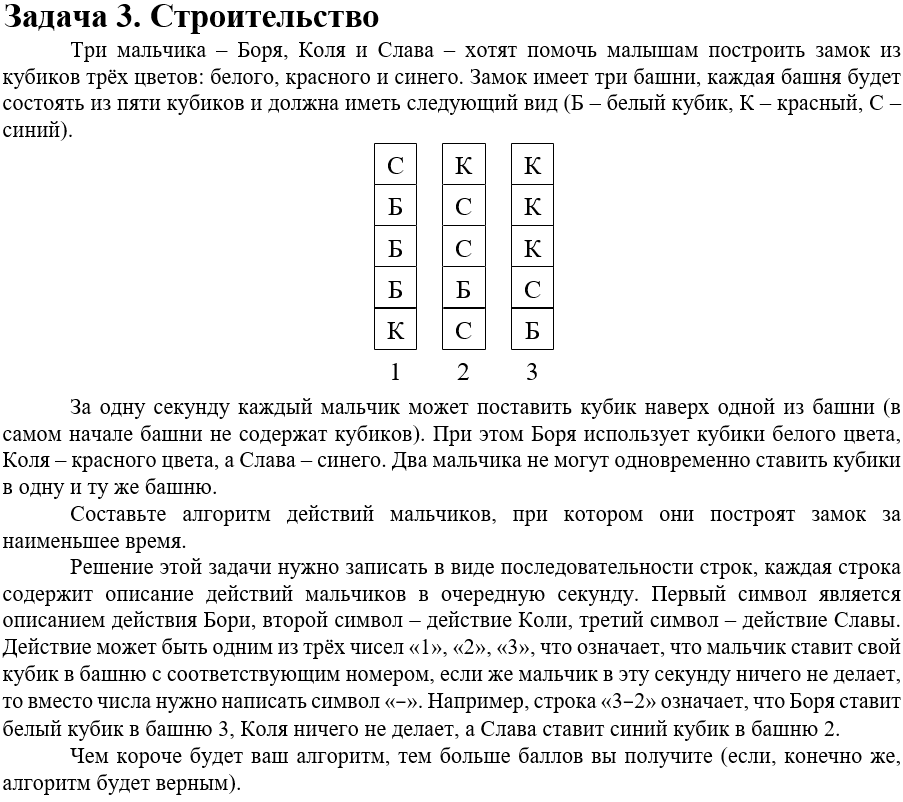 Задача 3. Строительство
Три мальчика – Боря, Коля и Слава – хотят помочь малышам построить замок из
кубиков трёх цветов: белого, красного и синего. Замок имеет три башни, каждая башня будет
состоять из пяти кубиков и должна иметь следующий вид (Б – белый кубик, К – красный, С –
синий).
С К К
Б С К
Б С К
Б Б С
К С Б
1 2 3
За одну секунду каждый мальчик может поставить кубик наверх одной из башни (в
самом начале башни не содержат кубиков). При этом Боря использует кубики белого цвета,
Коля – красного цвета, а Слава – синего. Два мальчика не могут одновременно ставить кубики
в одну и ту же башню.
Составьте алгоритм действий мальчиков, при котором они построят замок за
наименьшее время.
Решение этой задачи нужно записать в виде последовательности строк, каждая строка
содержит описание действий мальчиков в очередную секунду. Первый символ является
описанием действия Бори, второй символ – действие Коли, третий символ – действие Славы.
Действие может быть одним из трёх чисел «1», «2», «3», что означает, что мальчик ставит свой
кубик в башню с соответствующим номером, если же мальчик в эту секунду ничего не делает,
то вместо числа нужно написать символ «–». Например, строка «3–2» означает, что Боря ставит
белый кубик в башню 3, Коля ничего не делает, а Слава ставит синий кубик в башню 2.
Чем короче будет ваш алгоритм, тем больше баллов вы получите (если, конечно же,
алгоритм будет верным).